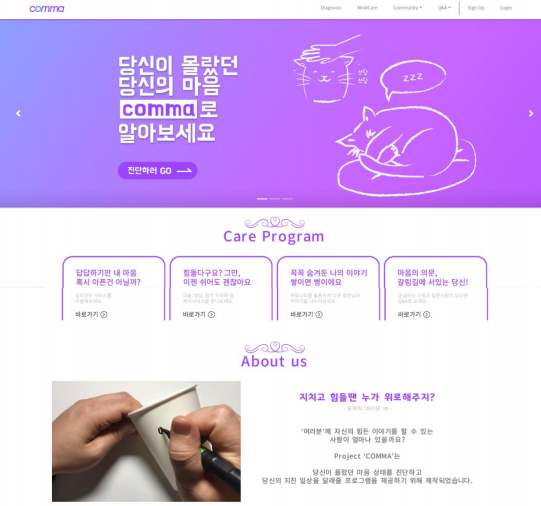 comma
Diagnosis MindCare Community Q&A Sign Up Login
당신이 몰랐던
당신의 마음
comma로
알아보세요
진단하러 GO
쓰담
쓰담
zzz
Care Program
답답하기만 내 마음
혹시 아픈건 아닐까?
바로가기
힘들다구요? 그만,
이젠 쉬어도 괜찮아요
바로가기
꼭꼭 숨겨둔 나의 이야기
쌓이면 병이에요
바로가기
마음의 의문,
갈림길에 서있는 당신!
바로가기
About us
지치고 힘들땐 누가 위로해주지?
'여러분'께 자신의 힘든 이야기를 할 수 있는
사람이 얼마나 있을까요?
Project 'COMMA'는
당신이 몰랐던 마음 상태를 진단하고
당신의 지친 일상을 달래줄 프로그램을 제공하기 위해 제작되었습니다.